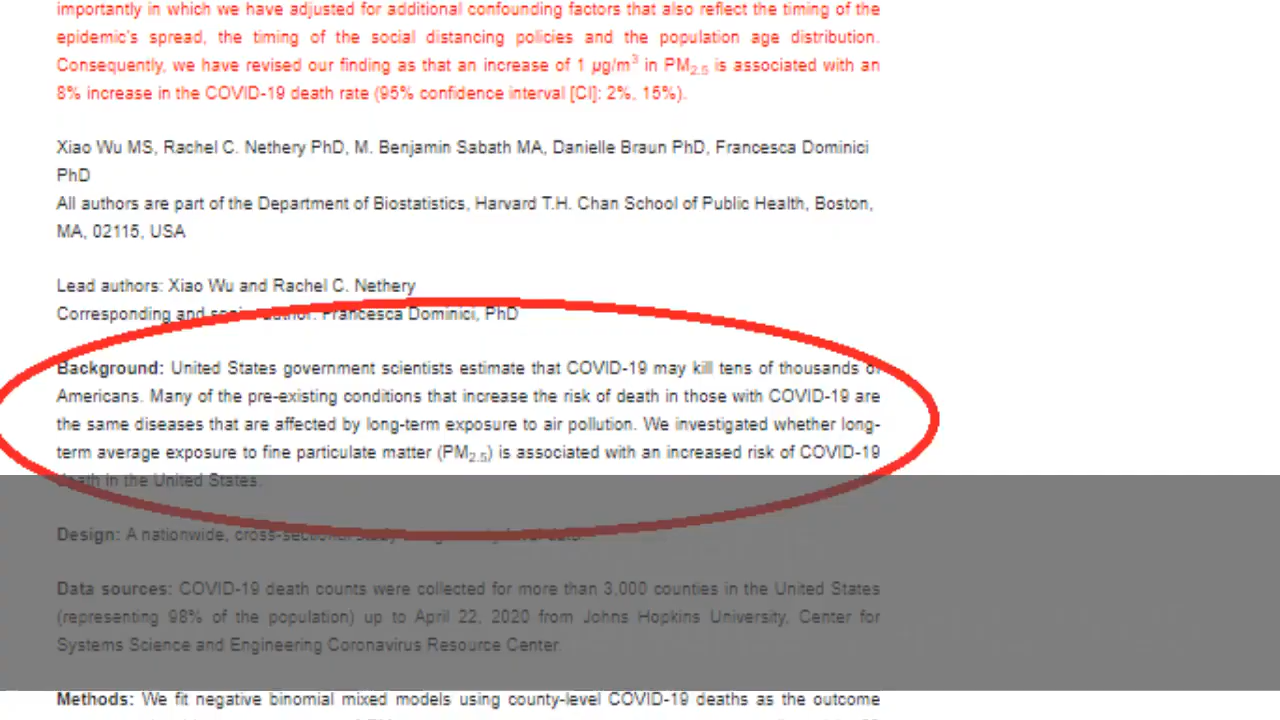 importantly in which we have adjusted for additional confounding factors that also reflect the timing of the
epidemic's spread, the timing of the social distancing policies and the population age distribution.
Consequently, we have revised our finding as that an increase of 1 µg/m³ in PM₂.₅ is associated with an
8% increase in the COVID-19 death rate (95% confidence interval [CI]: 2%, 15%).
Xiao Wu MS, Rachel C. Nethery PhD, M. Benjamin Sabath MA, Danielle Braun PhD, Francesca Dominici
PhD
All authors are part of the Department of Biostatistics, Harvard T.H. Chan School of Public Health, Boston,
MA, 02115, USA
Lead authors: Xiao Wu and Rachel C. Nethery
Corresponding and senior author: Francesca Dominici, PhD
Background: United States government scientists estimate that COVID-19 may kill tens of thousands of
Americans. Many of the pre-existing conditions that increase the risk of death in those with COVID-19 are
the same diseases that are affected by long-term exposure to air pollution. We investigated whether long-
term average exposure to fine particulate matter (PM₂.₅) is associated with an increased risk of COVID-19
death in the United States.
Design: A nationwide, cross-sectional study
Data sources: COVID-19 death counts were collected for more than 3,000 counties in the United States
(representing 98% of the population) up to April 22, 2020 from Johns Hopkins University, Center for
Systems Science and Engineering Coronavirus Resource Center.
Methods: We fit negative binomial mixed models using county-level COVID-19 deaths as the outcome